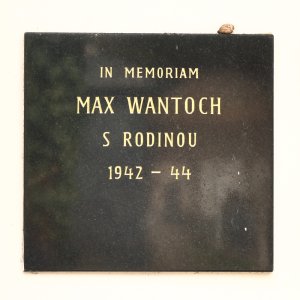 IN MEMORIAM
MAX WANTOCH
S RODINOU
1942 – 44